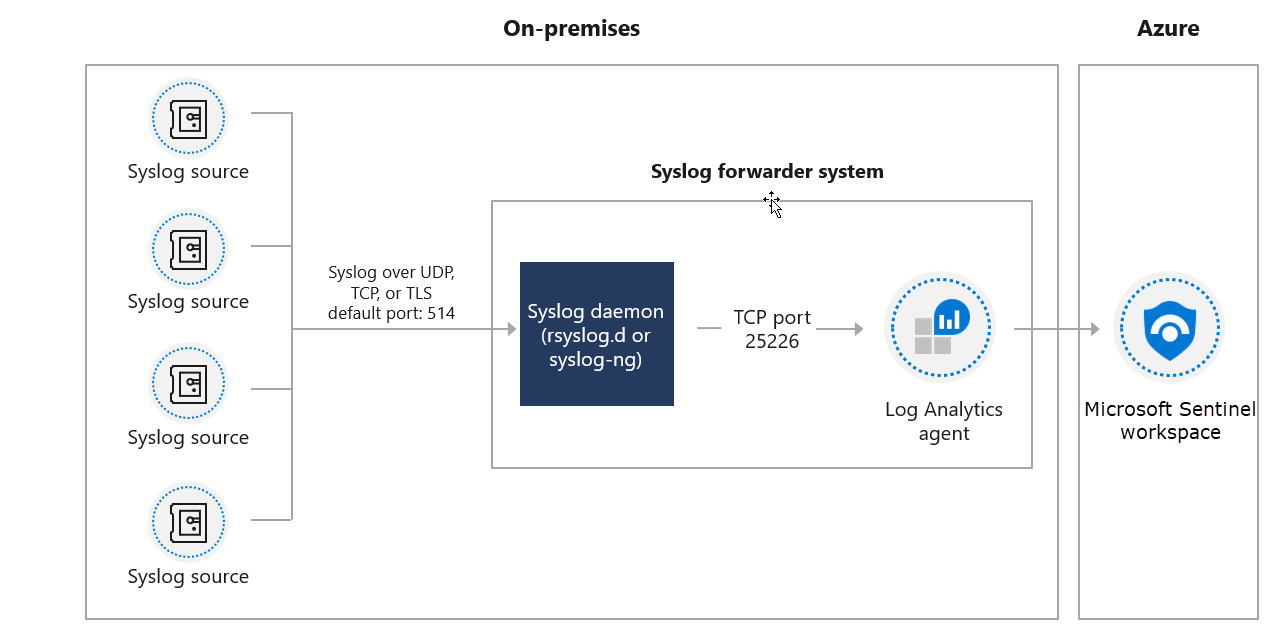 On-premises
Azure
Syslog source
Syslog source
Syslog source
Syslog source
Syslog over UDP,
TCP, or TLS
default port: 514
Syslog forwarder system
Syslog daemon
(rsyslog.d or
syslog-ng)
TCP port
25226
Log Analytics
agent
Microsoft Sentinel
workspace